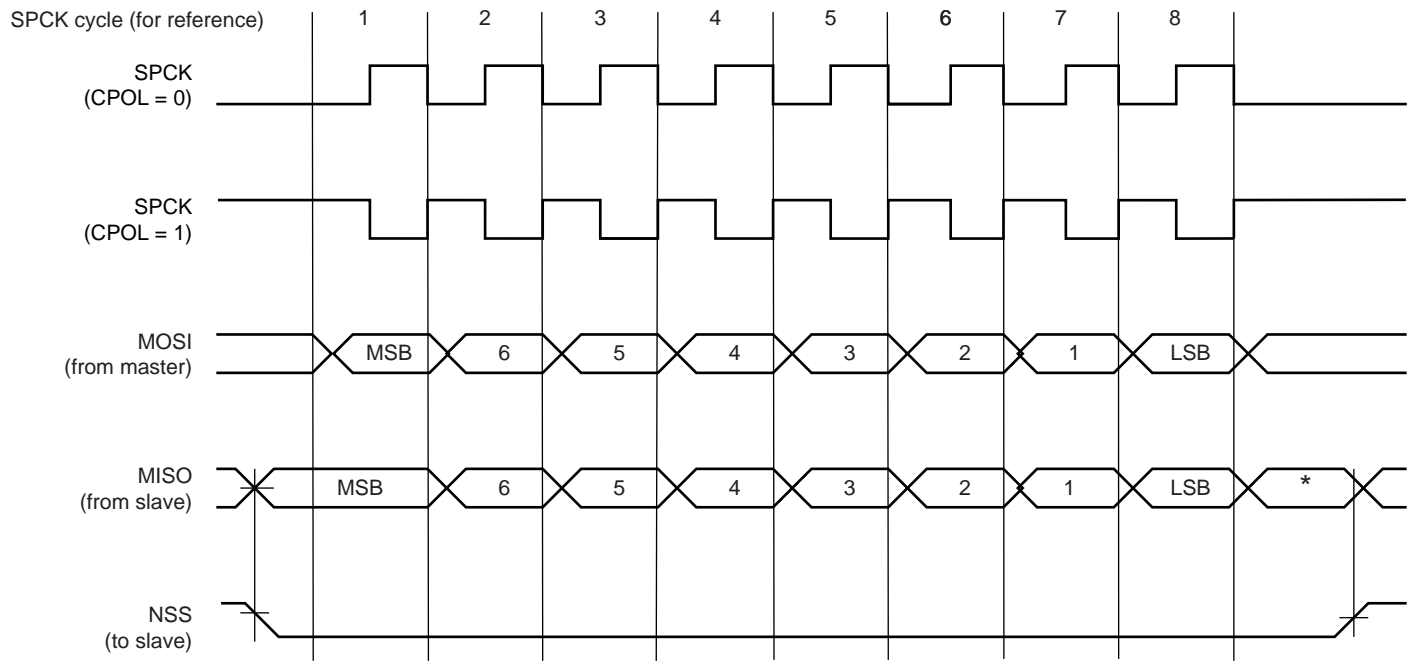 SPCK cycle (for reference) 1 2 3 4 5 6 7 8
SPCK
(CPOL = 0)
SPCK
(CPOL = 1)
MOSI
(from master)
MSB 6 5 4 3 2 1 LSB
MISO
(from slave)
MSB 6 5 4 3 2 1 LSB *
NSS
(to slave)